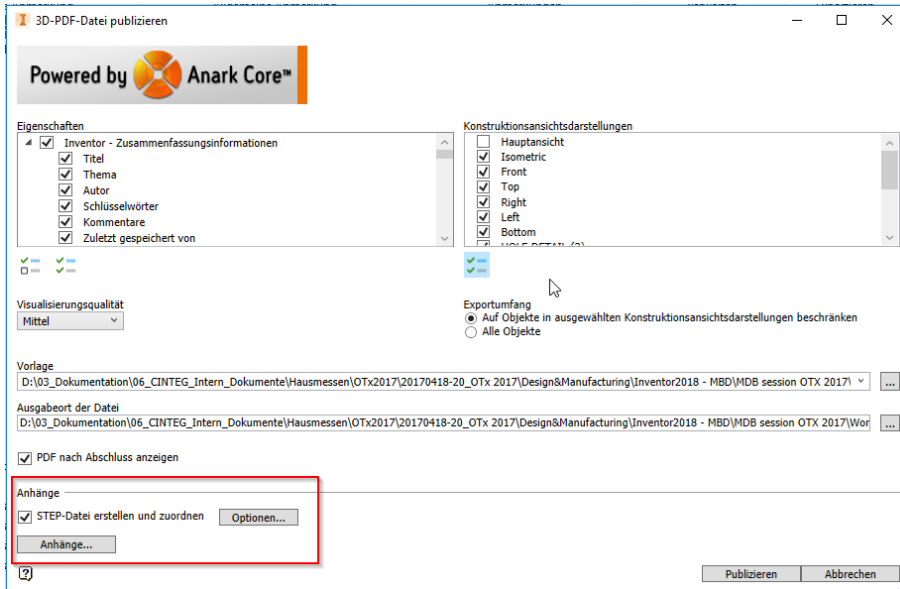 3D-PDF-Datei publizieren
Powered by Anark Core™
Eigenschaften
Inventor - Zusammenfassungsinformationen
Titel
Thema
Autor
Schlüsselwörter
Kommentare
Zuletzt gespeichert von
Konstruktionsansichtsdarstellungen
Hauptansicht
Isometric
Front
Top
Right
Left
Bottom
HOLE DETAIL (2)
Visualisierungsqualität
Mittel
Exportumfang
Auf Objekte in ausgewählten Konstruktionsansichtsdarstellungen beschränken
Alle Objekte
Vorlage
D:\03_Dokumentation\06_CINTEG_Intern_Dokumente\Hausmessen\OTx2017\20170418-20_OTx 2017\Design&Manufacturing\Inventor2018 - MBD\MDB session OTX 2017\
...
Ausgabeort der Datei
D:\03_Dokumentation\06_CINTEG_Intern_Dokumente\Hausmessen\OTx2017\20170418-20_OTx 2017\Design&Manufacturing\Inventor2018 - MBD\MDB session OTX 2017\Wor
...
PDF nach Abschluss anzeigen
Anhänge
STEP-Datei erstellen und zuordnen
Optionen...
Anhänge...
?
Publizieren
Abbrechen